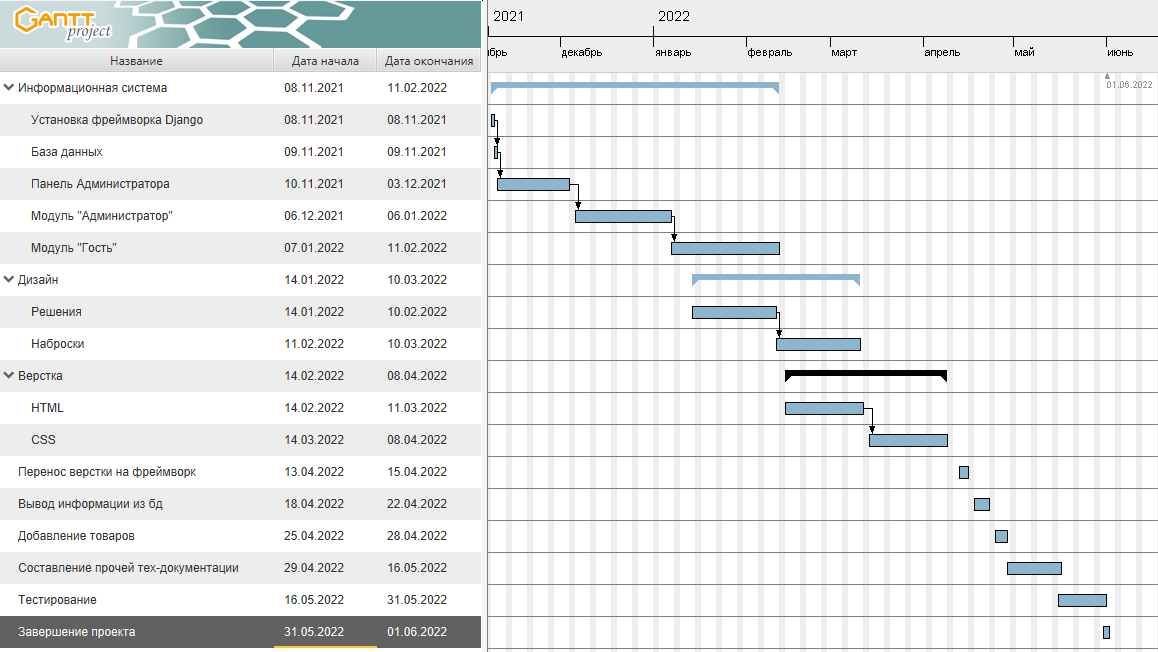 GANTT
project
2021
2022
брь
декабрь
январь
февраль
март
апрель
май
июнь
Название
Дата начала
Дата окончания
01.06.2022
Информационная система 08.11.2021 11.02.2022
Установка фреймворка Django 08.11.2021 08.11.2021
База данных 09.11.2021 09.11.2021
Панель Администратора 10.11.2021 03.12.2021
Модуль "Администратор" 06.12.2021 06.01.2022
Модуль "Гость" 07.01.2022 11.02.2022
Дизайн 14.01.2022 10.03.2022
Решения 14.01.2022 10.02.2022
Наброски 11.02.2022 10.03.2022
Верстка 14.02.2022 08.04.2022
HTML 14.02.2022 11.03.2022
CSS 14.03.2022 08.04.2022
Перенос верстки на фреймворк 13.04.2022 15.04.2022
Вывод информации из бд 18.04.2022 22.04.2022
Добавление товаров 25.04.2022 28.04.2022
Составление прочей тех-документации 29.04.2022 16.05.2022
Тестирование 16.05.2022 31.05.2022
Завершение проекта 31.05.2022 01.06.2022